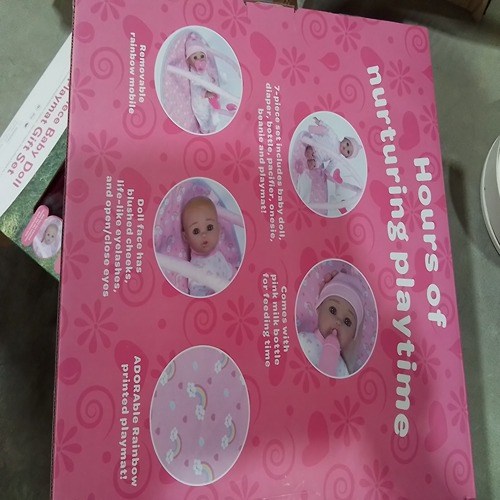 Hours of
nurturing playtime
7-piece set includes baby doll,
diaper, bottle, pacifier, onesie,
beanie and playmat!
Removable
rainbow mobile
Comes with
pink milk bottle
for feeding time
Doll face has
blushed cheeks,
life-like eyelashes,
and open/close eyes
ADORAble Rainbow
printed playmat!
Baby Doll
Playmat Gift Set